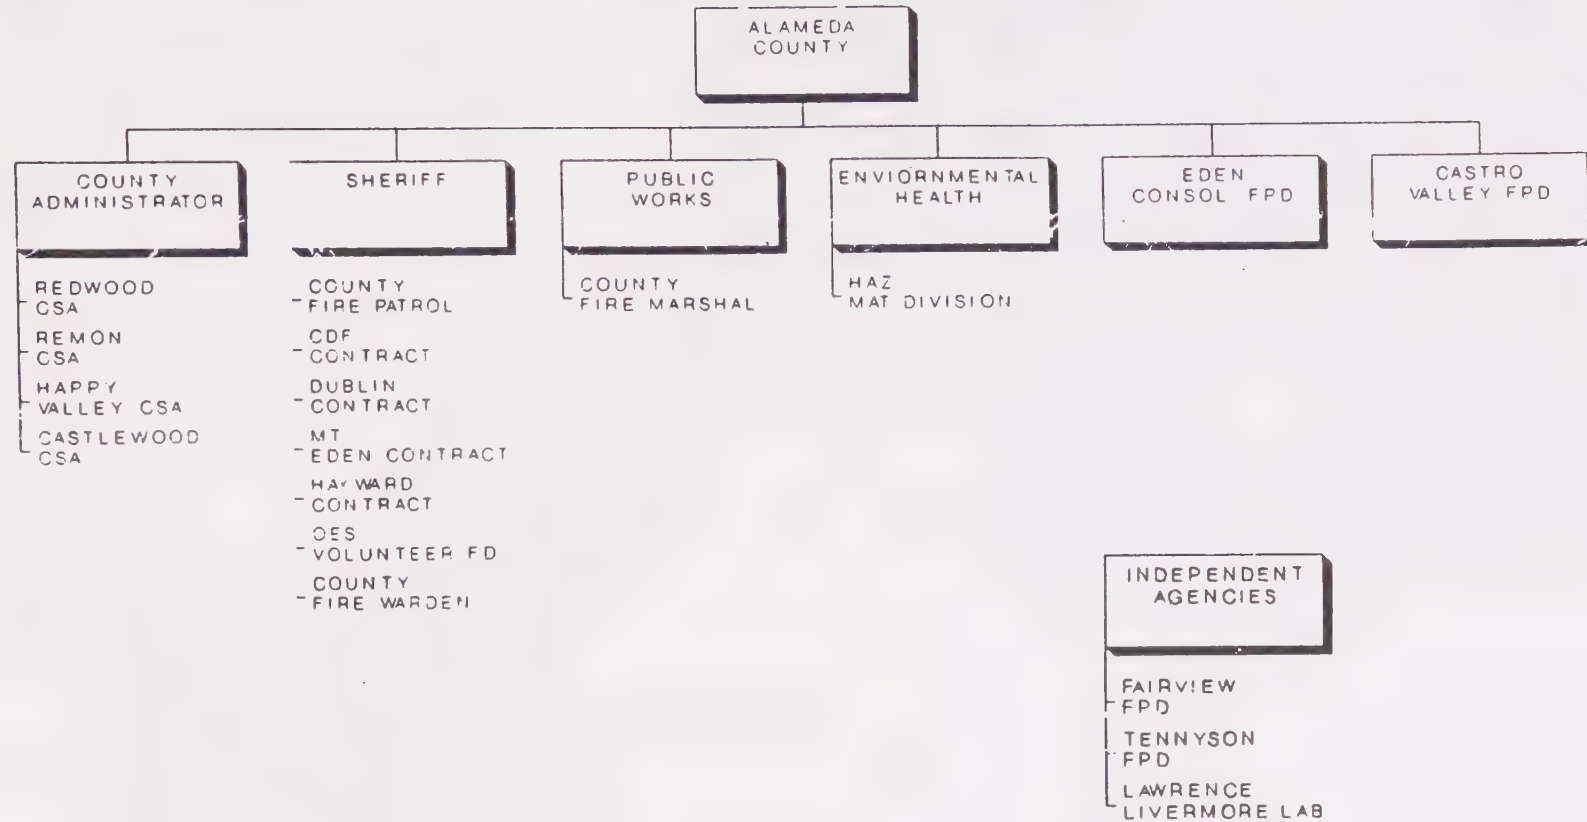 ALAMEDA
COUNTY
COUNTY
ADMINISTRATOR
REDWOOD
CSA
REMON
CSA
HAPPY
VALLEY CSA
CASTLEWOOD
CSA
SHERIFF
COUNTY
FIRE PATROL
CDF
CONTRACT
DUBLIN
CONTRACT
MT
EDEN CONTRACT
HAYWARD
CONTRACT
OES
VOLUNTEER FD
COUNTY
FIRE WARDEN
PUBLIC
WORKS
COUNTY
FIRE MARSHAL
ENVIORNMENTAL
HEALTH
HAZ
MAT DIVISION
EDEN
CONSOL FPD
CASTRO
VALLEY FPD
INDEPENDENT
AGENCIES
FAIRVIEW
FPD
TENNYSON
FPD
LAWRENCE
LIVERMORE LAB